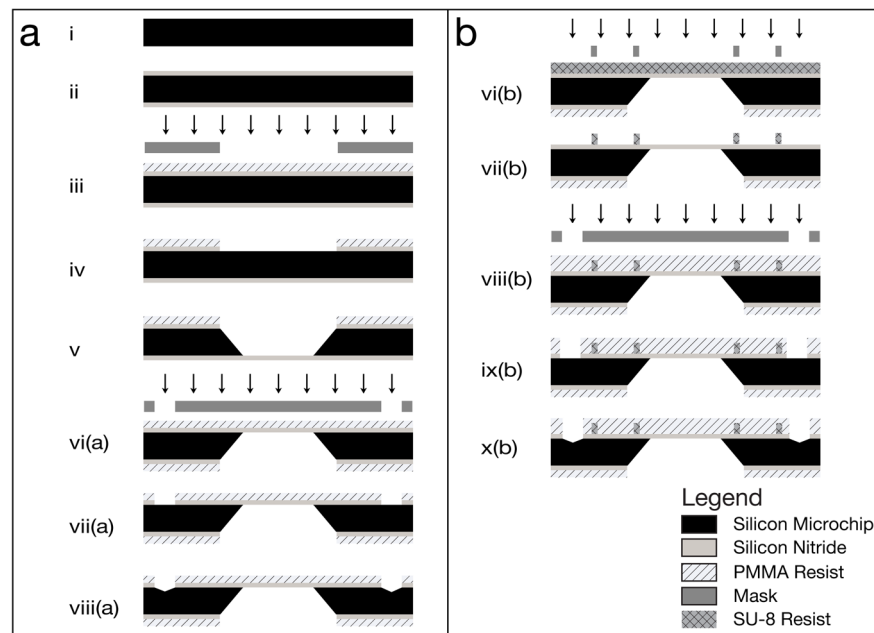 a
i
ii
iii
iv
v
vi(a)
vii(a)
viii(a)
b
vi(b)
vii(b)
viii(b)
ix(b)
x(b)
Legend
Silicon Microchip
Silicon Nitride
PMMA Resist
Mask
SU-8 Resist